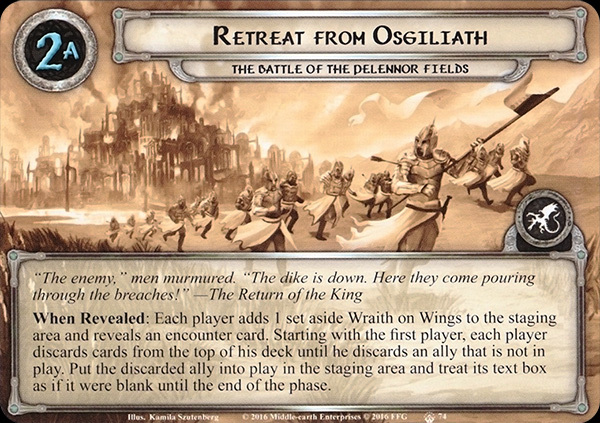 2A
Retreat from Osgiliath
The Battle of the Pelennor Fields
“The enemy,” men murmured. “The dike is down. Here they come pouring
through the breaches!” —The Return of the King
When Revealed: Each player adds 1 set aside Wraith on Wings to the staging
area and reveals an encounter card. Starting with the first player, each player
discards cards from the top of his deck until he discards an ally that is not in
play. Put the discarded ally into play in the staging area and treat its text box
as if it were blank until the end of the phase.
Illus. Kamila Szutenberg © 2016 Middle-earth Enterprises © 2016 FFG 74